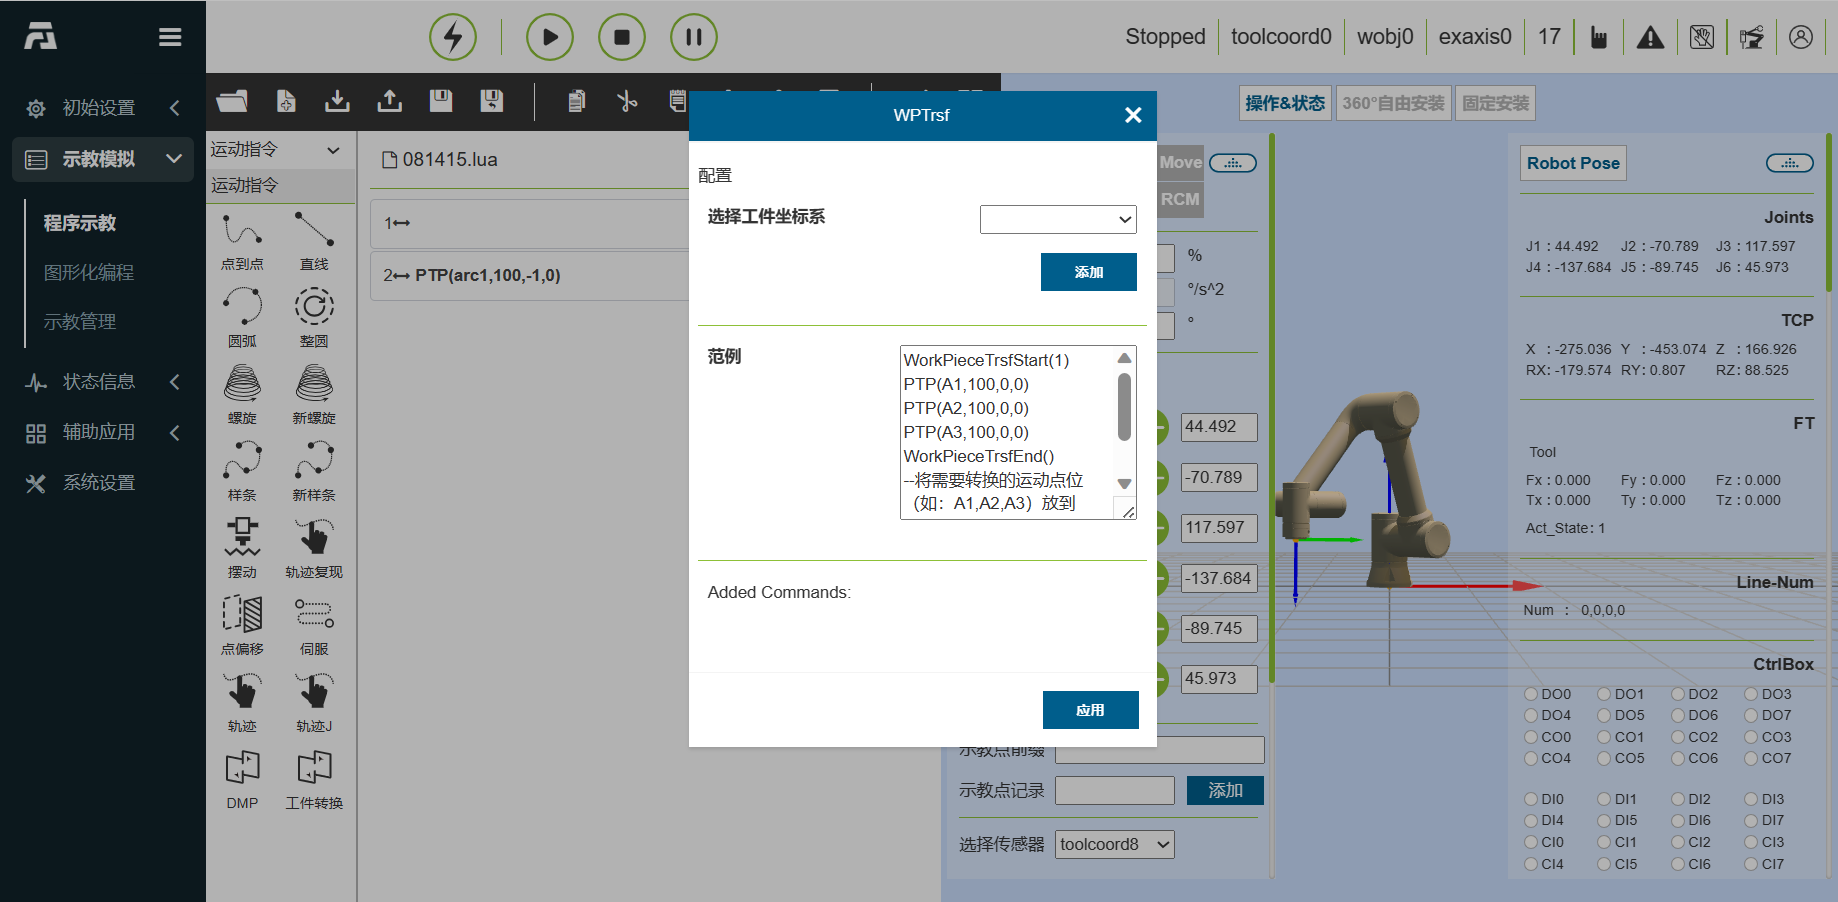 Stopped
toolcoord0
wobj0
exaxis0
17
初始设置
示教模拟
程序示教
图形化编程
示教管理
状态信息
辅助应用
系统设置
运动指令
运动指令
点到点
直线
圆弧
整圆
螺旋
新螺旋
样条
新样条
摆动
轨迹复现
点偏移
伺服
轨迹
轨迹J
DMP
工件转换
081415.lua
1
2 PTP(arc1,100,-1,0)
WPTrsf
配置
选择工件坐标系
添加
范例
WorkPieceTrsfStart(1)
PTP(A1,100,0,0)
PTP(A2,100,0,0)
PTP(A3,100,0,0)
WorkPieceTrsfEnd()
--将需要转换的运动点位
（如：A1,A2,A3）放到
Added Commands:
应用
Move
RCM
%
°/s^2
°
44.492
-70.789
117.597
-137.684
-89.745
45.973
示教点前缀
示教点记录
添加
选择传感器
toolcoord8
操作&状态
360°自由安装
固定安装
Robot Pose
Joints
J1 : 44.492 J2 : -70.789 J3 : 117.597
J4 : -137.684 J5 : -89.745 J6 : 45.973
TCP
X : -275.036 Y : -453.074 Z : 166.926
RX: -179.574 RY: 0.807 RZ: 88.525
FT
Tool
Fx : 0.000 Fy : 0.000 Fz : 0.000
Tx : 0.000 Ty : 0.000 Tz : 0.000
Act_State: 1
Line-Num
Num : 0,0,0,0
CtrlBox
DO0 DO1 DO2 DO3
DO4 DO5 DO6 DO7
CO0 CO1 CO2 CO3
CO4 CO5 CO6 CO7
DI0 DI1 DI2 DI3
DI4 DI5 DI6 DI7
CI0 CI1 CI2 CI3
CI4 CI5 CI6 CI7